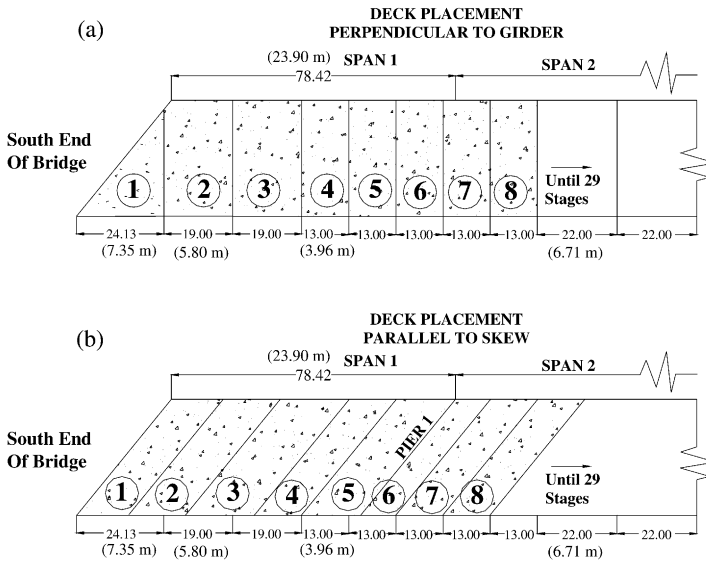 (a)
DECK PLACEMENT
PERPENDICULAR TO GIRDER
(23.90 m)
78.42
SPAN 1
SPAN 2
South End
Of Bridge
1 2 3 4 5 6 7 8
Until 29
Stages
24.13 19.00 19.00 13.00 13.00 13.00 13.00 13.00 22.00 22.00
(7.35 m) (5.80 m) (3.96 m) (6.71 m)
(b)
DECK PLACEMENT
PARALLEL TO SKEW
(23.90 m)
78.42
SPAN 1
SPAN 2
PIER 1
South End
Of Bridge
1 2 3 4 5 6 7 8
Until 29
Stages
24.13 19.00 19.00 13.00 13.00 13.00 13.00 13.00 22.00 22.00
(7.35 m) (5.80 m) (3.96 m) (6.71 m)